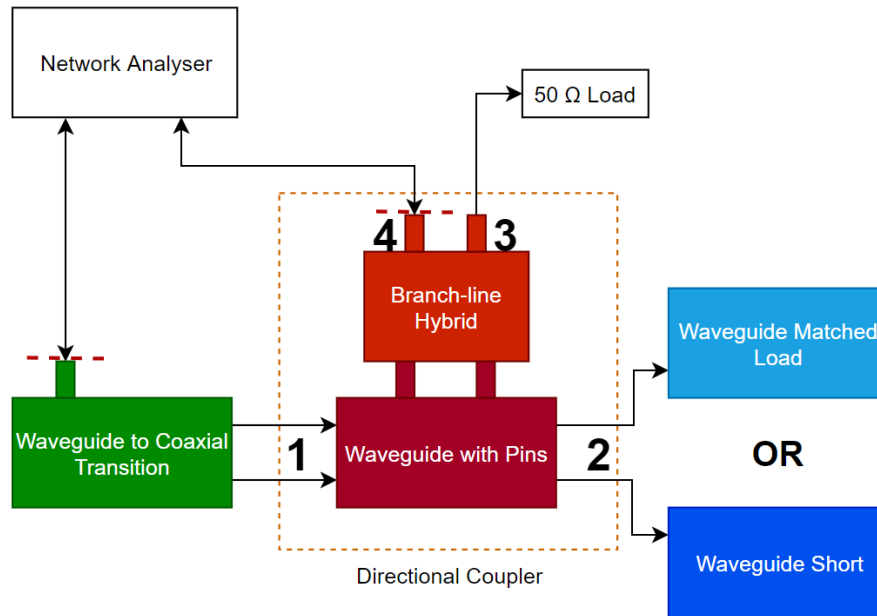 Network Analyser
50 Ω Load
4
3
Branch-line
Hybrid
Waveguide to Coaxial
Transition
1
Waveguide with Pins
2
Waveguide Matched
Load
OR
Waveguide Short
Directional Coupler